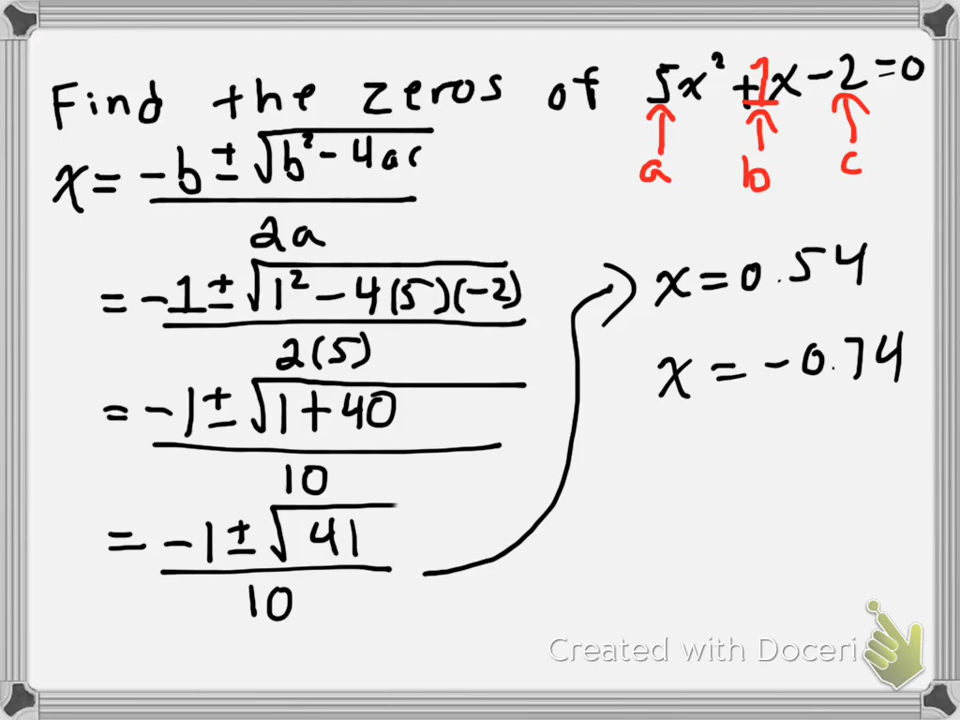 Find the zeros of 5x² + 1x - 2 = 0
a b c
x = (-b ± √(b² - 4ac)) / 2a
= (-1 ± √(1² - 4(5)(-2))) / 2(5)
= (-1 ± √(1 + 40)) / 10
= (-1 ± √41) / 10
x = 0.54
x = -0.74
Created with Doceri